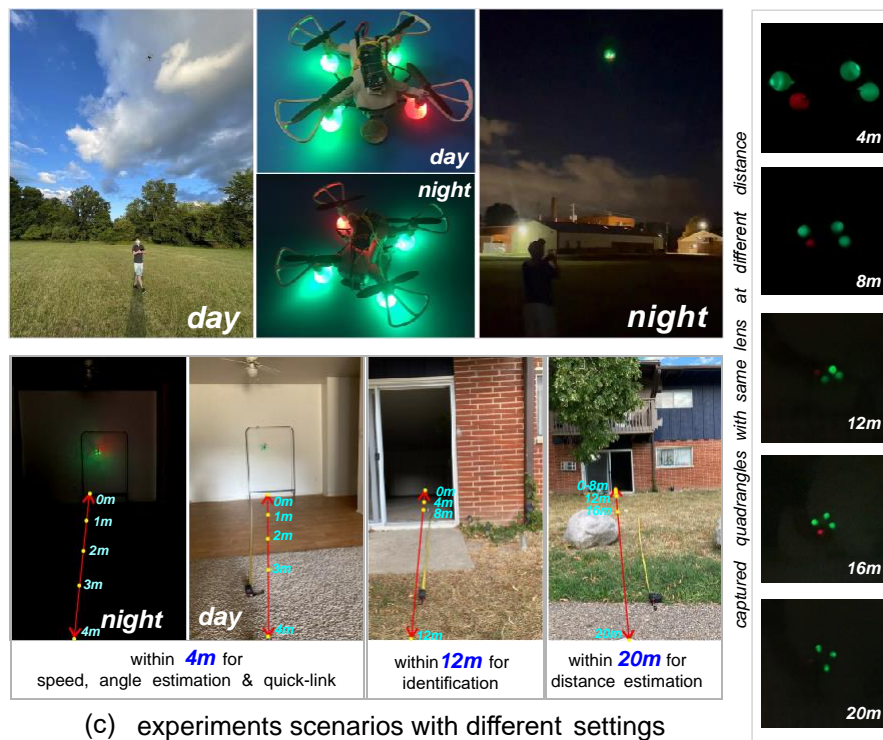 day
day
night
night
night
day
0m
1m
2m
3m
4m
0m
1m
2m
3m
4m
0m
4m
8m
12m
0-8m
12m
16m
20m
within 4m for
speed, angle estimation & quick-link
within 12m for
identification
within 20m for
distance estimation
(c) experiments scenarios with different settings
captured quadrangles with same lens at different distance
4m
8m
12m
16m
20m